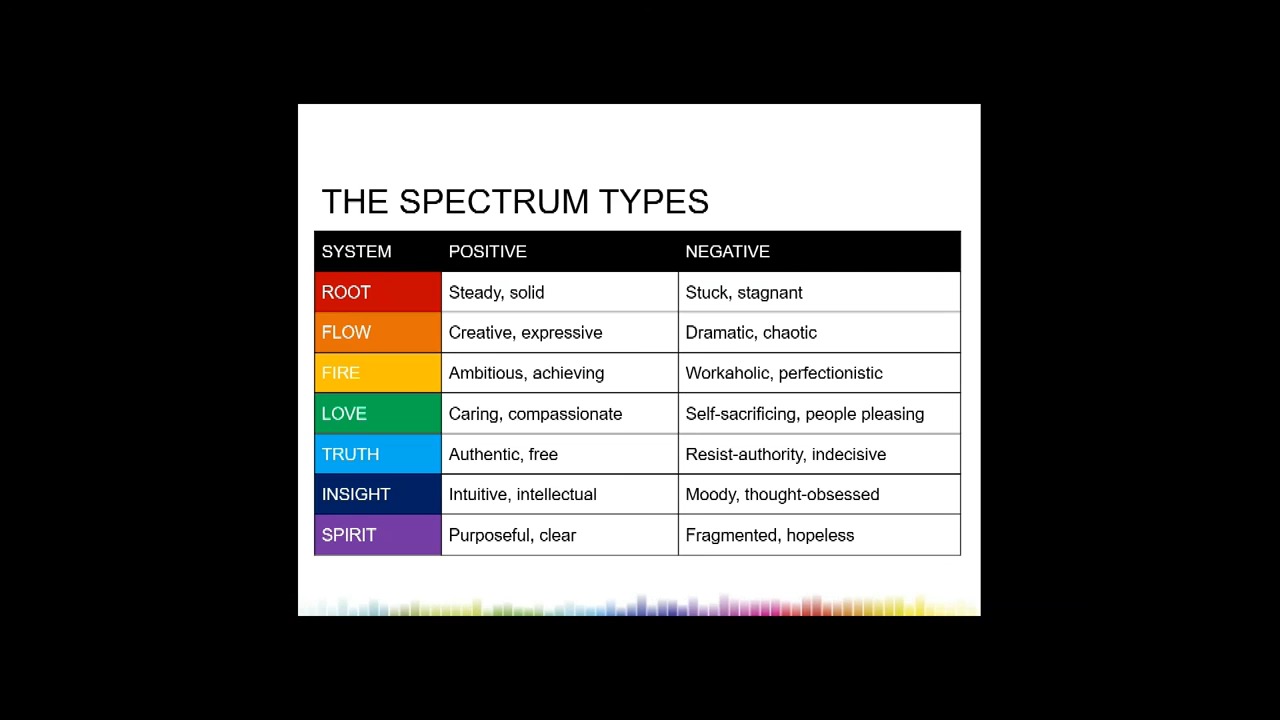 THE SPECTRUM TYPES
SYSTEM POSITIVE NEGATIVE
ROOT Steady, solid Stuck, stagnant
FLOW Creative, expressive Dramatic, chaotic
FIRE Ambitious, achieving Workaholic, perfectionistic
LOVE Caring, compassionate Self-sacrificing, people pleasing
TRUTH Authentic, free Resist-authority, indecisive
INSIGHT Intuitive, intellectual Moody, thought-obsessed
SPIRIT Purposeful, clear Fragmented, hopeless